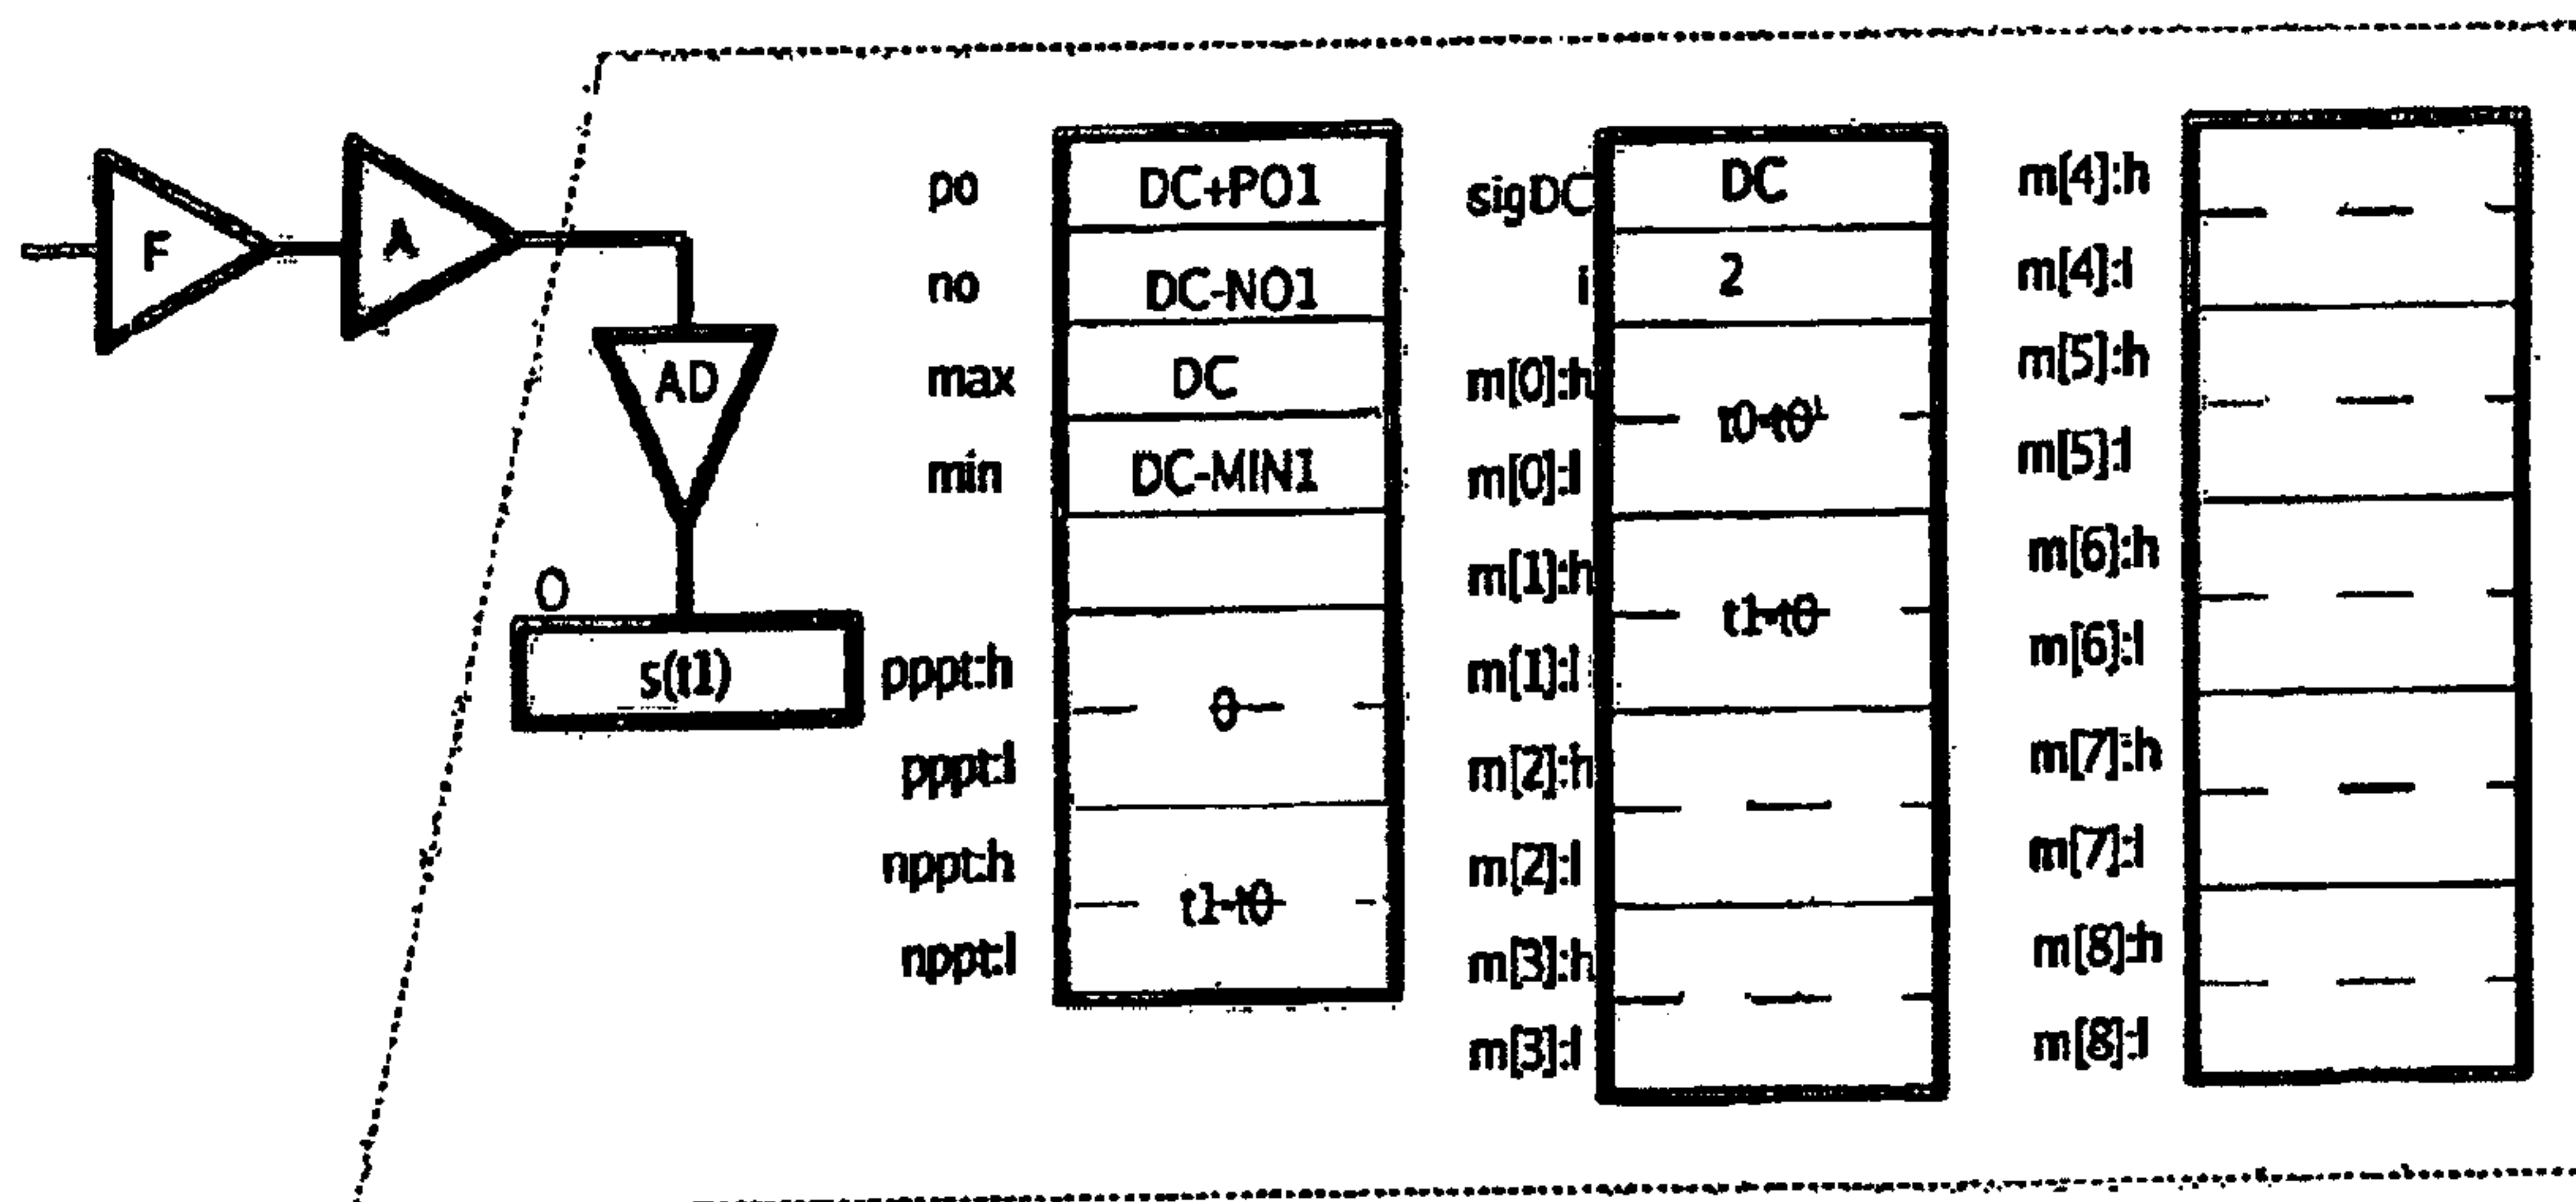 F
A
AD
O
s(t1)
po DC+PO1
no DC-NO1
max DC
min DC-MIN1
pppt:h
0
pppt:l
nppt:h
t1-t0
nppt:l
sigDC DC
i 2
m[0]:h
t0-t0'
m[0]:l
m[1]:h
t1-t0
m[1]:l
m[2]:h
m[2]:l
m[3]:h
m[3]:l
m[4]:h
m[4]:l
m[5]:h
m[5]:l
m[6]:h
m[6]:l
m[7]:h
m[7]:l
m[8]:h
m[8]:l